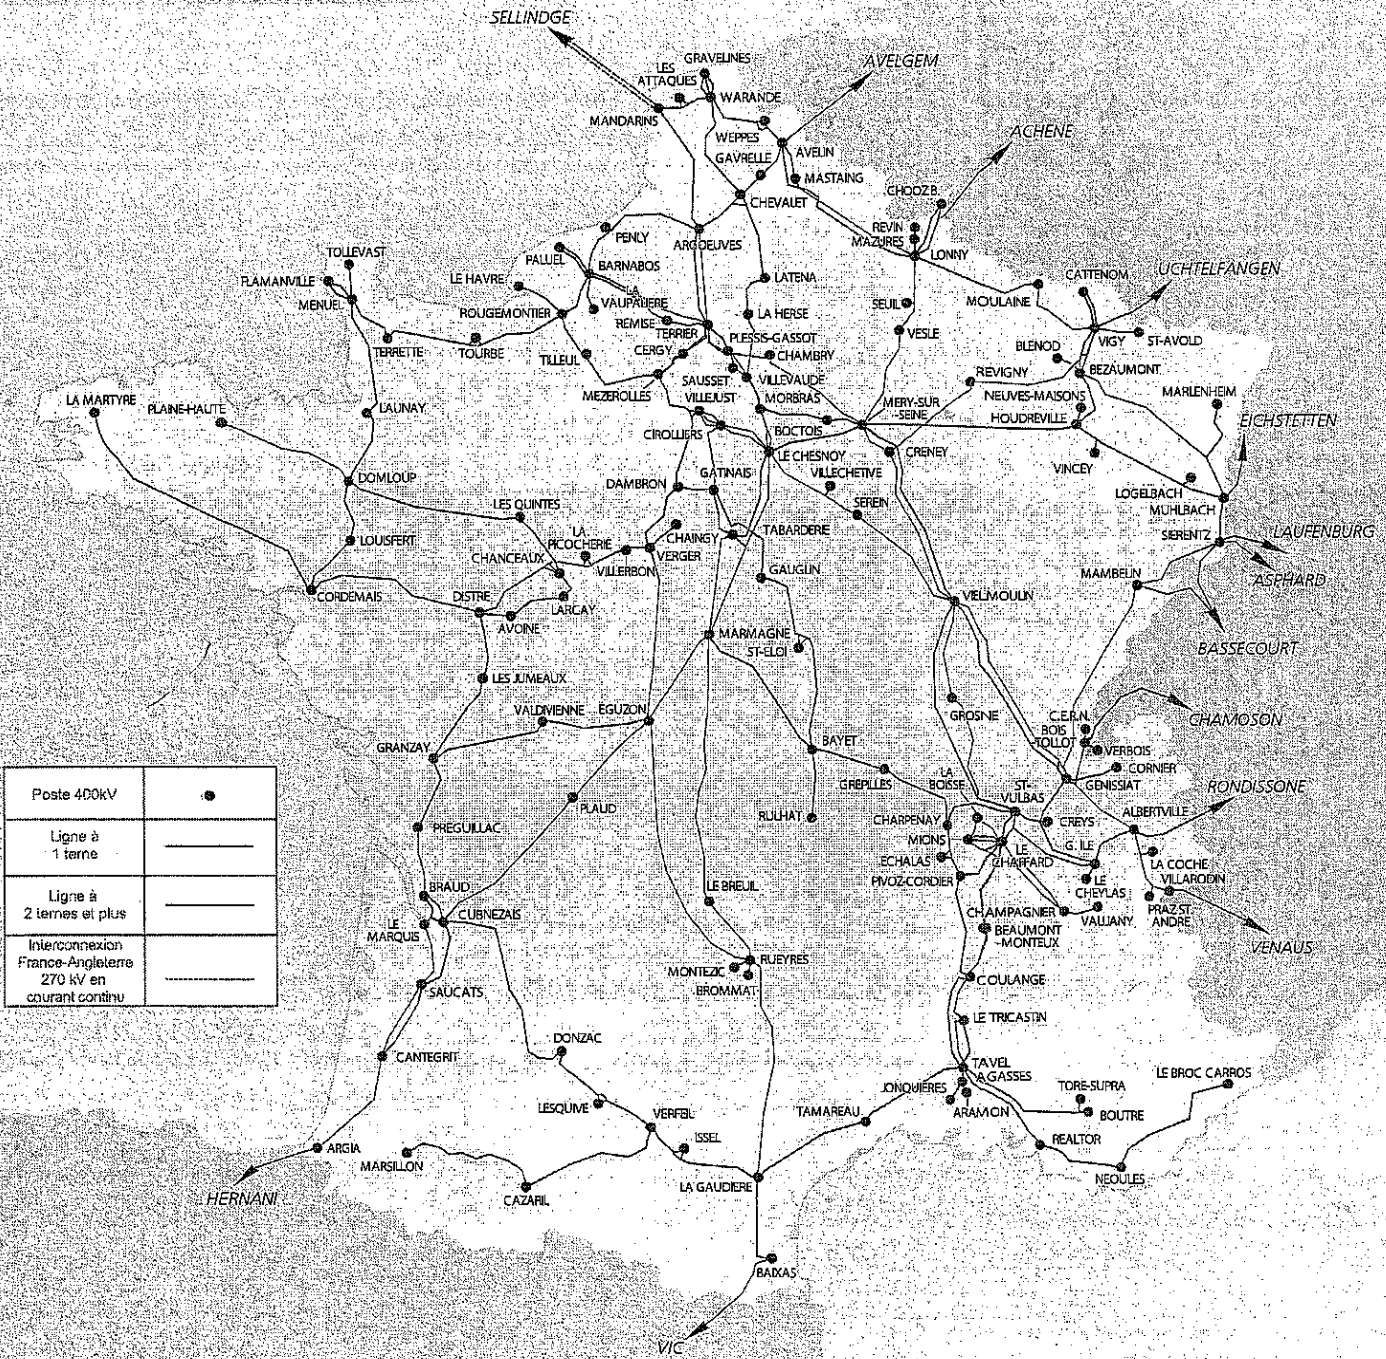 SELLINDGE
GRAVELINES
LES
ATTAQUES
AVELGEM
WARANDE
MANDARINS
WEPPES
AVELIN
ACHENE
GAVRELLE
MASTAING
CHEVALET
CHOOZ B.
REVIN
MAZURES
PENLY
ARGOEUVES
LONNY
TOLLEVAST
PALUEL
BARNABOS
CATTENOM
UCHTELFANGEN
FLAMANVILLE
LE HAVRE
LA
VAUPALIERE
LATENA
MOULAINE
MENUEL
ROUGEMONTIER
SEUIL
REMISE
LA HERSE
TERRIER
PLESSIS-GASSOT
VESLE
VIGY
ST-AVOLD
TERRETTE
TOURBE
TILLEUL
CERGY
CHAMBRY
BLENOD
BEZAUMONT
SAUSSET
VILLEVAUDE
REVIGNY
MEZEROLLES
VILLEJUST
MORBRAS
NEUVES-MAISONS
MARLENHEIM
LA MARTYRE
PLAINE-HAUTE
LAUNAY
MERY-SUR
-SEINE
HOUDREVILLE
EICHSTETTEN
CIROLLIERS
BOCTOIS
LE CHESNOY
CRENEY
VINCEY
DOMLOUP
DAMBRON
GATINAIS
VILLECHETIVE
LOGELBACH
MUHLBACH
LES QUINTES
SEREIN
CHAINGY
TABARDERIE
LOUISFERT
LA
PICOCHERIE
SIERENTZ
LAUFENBURG
CHANCEAUX
VILLERBON
VERGER
GAUGLIN
MAMBELIN
ASPHARD
CORDEMAIS
DISTRE
LARCAY
VIELMOULIN
AVOINE
MARMAGNE
ST-ELOI
BASSECOURT
LES JUMEAUX
GROSNE
VALDIVIENNE
EGUZON
C.E.R.N.
BOIS
TOLLOT
CHAMOSON
GRANZAY
BAYET
VERBOIS
CORNIER
Poste 400kV
GREPILLES
LA
BOISSE
ST-
VULBAS
GENISSIAT
RONDISSONE
PLAUD
ALBERTVILLE
PREGUILLAC
RULHAT
CHARPENAY
CREYS
Ligne à
1 terne
MIONS
LE
CHAFFARD
G. ILE
ECHALAS
LA COCHE
PIVOZ-CORDIER
LE
CHEYLAS
VILLARODIN
BRAUD
LE BREUIL
Ligne à
2 ternes et plus
CUBNEZAIS
CHAMPAGNIER
VAUJANY
PRAZ-ST
ANDRE
LE
MARQUIS
BEAUMONT
-MONTEUX
VENAUS
Interconnexion
France-Angleterre
270 kV en
courant continu
RUEYRES
MONTEZIC
BROMMAT
COULANGE
SAUCATS
LE TRICASTIN
DONZAC
CANTEGRIT
TAVEL
AGASSES
LE BROC CARROS
JONQUIERES
TORE-SUPRA
LESQUIVE
ARAMON
BOUTRE
VERFEIL
TAMAREAU
ISSEL
REALTOR
ARGIA
MARSILLON
NEOULES
HERNANI
CAZARIL
LA GAUDIERE
BAIXAS
VIC